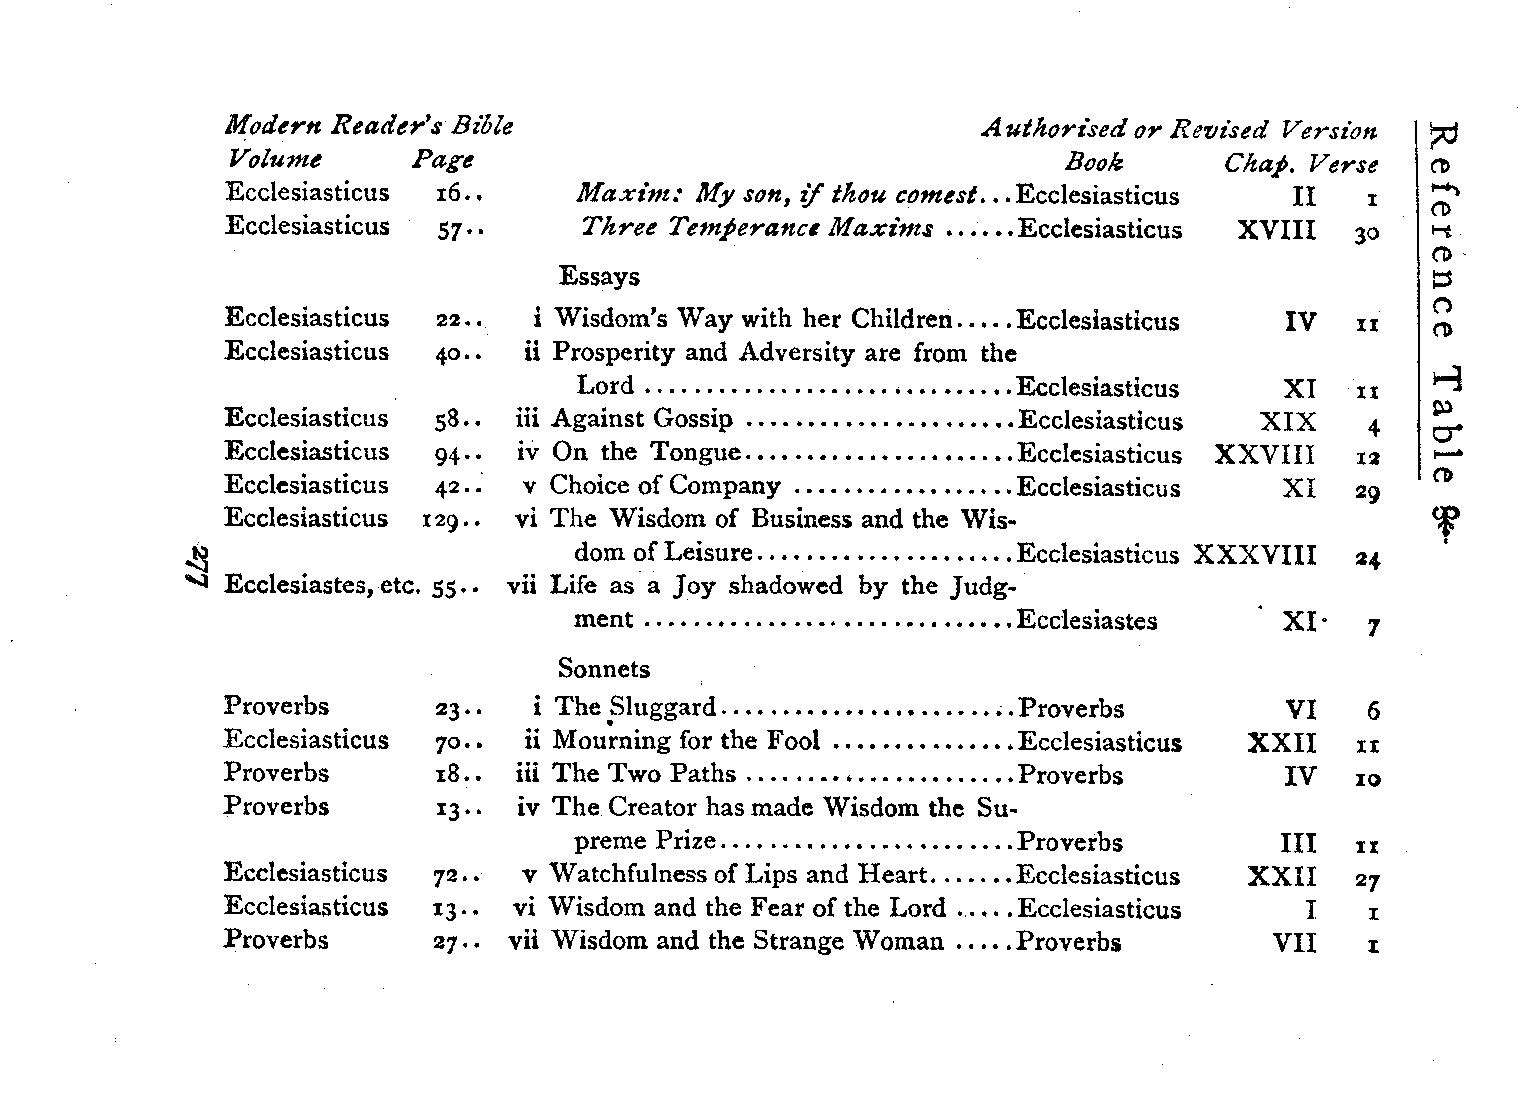 Reference Table
Modern Reader's Bible Authorised or Revised Version
Volume Page Book Chap. Verse
Ecclesiasticus 16.. Maxim: My son, if thou comest...Ecclesiasticus II 1
Ecclesiasticus 57.. Three Temperance Maxims ......Ecclesiasticus XVIII 30
Essays
Ecclesiasticus 22.. i Wisdom's Way with her Children.....Ecclesiasticus IV 11
Ecclesiasticus 40.. ii Prosperity and Adversity are from the
Lord ..............................Ecclesiasticus XI 11
Ecclesiasticus 58.. iii Against Gossip ......................Ecclesiasticus XIX 4
Ecclesiasticus 94.. iv On the Tongue......................Ecclesiasticus XXVIII 12
Ecclesiasticus 42.. v Choice of Company ..................Ecclesiasticus XI 29
Ecclesiasticus 129.. vi The Wisdom of Business and the Wis-
dom of Leisure.....................Ecclesiasticus XXXVIII 24
Ecclesiastes, etc. 55.. vii Life as a Joy shadowed by the Judg-
ment ..............................Ecclesiastes XI 7
Sonnets
Proverbs 23.. i The Sluggard........................Proverbs VI 6
Ecclesiasticus 70.. ii Mourning for the Fool ...............Ecclesiasticus XXII 11
Proverbs 18.. iii The Two Paths ......................Proverbs IV 10
Proverbs 13.. iv The Creator has made Wisdom the Su-
preme Prize........................Proverbs III 11
Ecclesiasticus 72.. v Watchfulness of Lips and Heart.......Ecclesiasticus XXII 27
Ecclesiasticus 13.. vi Wisdom and the Fear of the Lord .....Ecclesiasticus I 1
Proverbs 27.. vii Wisdom and the Strange Woman .....Proverbs VII 1
277